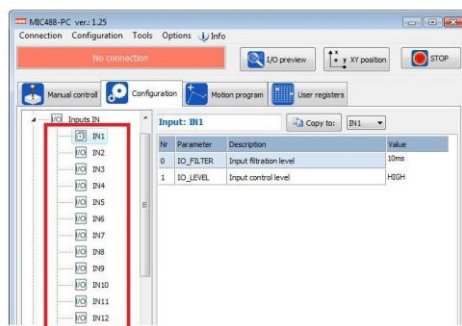 MIC488-PC ver.: 1.25
Connection Configuration Tools Options Info
No connection
I/O preview
x
y
XY position
STOP
Manual control
Configuration
Motion program
User registers
I/O Inputs IN
IN1
I/O IN2
I/O IN3
I/O IN4
I/O IN5
I/O IN6
I/O IN7
I/O IN8
I/O IN9
I/O IN10
I/O IN11
I/O IN12
Input: IN1
Copy to: IN1
Nr Parameter Description Value
0 IO_FILTER Input filtration level 10ms
1 IO_LEVEL Input control level HIGH